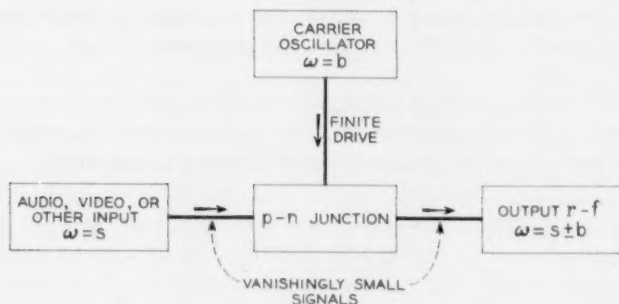 CARRIER
OSCILLATOR
ω=b
FINITE
DRIVE
AUDIO, VIDEO, OR
OTHER INPUT
ω=s
p-n JUNCTION
OUTPUT r-f
ω=s±b
VANISHINGLY SMALL
SIGNALS